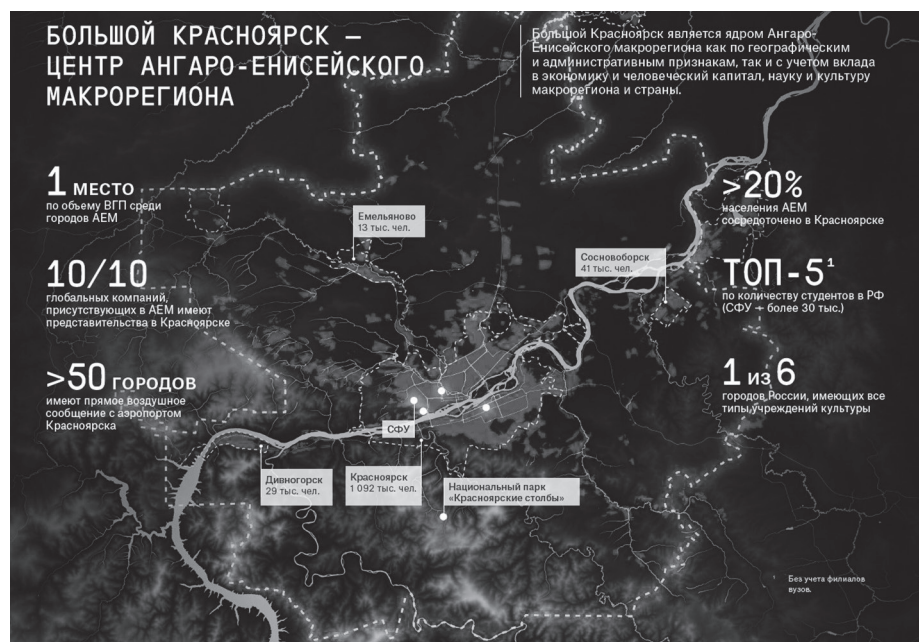 БОЛЬШОЙ КРАСНОЯРСК –
ЦЕНТР АНГАРО-ЕНИСЕЙСКОГО
МАКРОРЕГИОНА
Большой Красноярск является ядром Ангаро-
Енисейского макрорегиона как по географическим
и административным признакам, так и с учетом вклада
в экономику и человеческий капитал, науку и культуру
макрорегиона и страны.
1 МЕСТО
по объему ВГП среди
городов АЕМ
10/10
глобальных компаний,
присутствующих в АЕМ имеют
представительства в Красноярске
>50 ГОРОДОВ
имеют прямое воздушное
сообщение с аэропортом
Красноярска
Емельяново
13 тыс. чел.
Сосновоборск
41 тыс. чел.
СФУ
Дивногорск
29 тыс. чел.
Красноярск
1 092 тыс. чел.
Национальный парк
«Красноярские столбы»
>20%
населения АЕМ
сосредоточено в Красноярске
ТОП-5¹
по количеству студентов в РФ
(СФУ – более 30 тыс.)
1 ИЗ 6
городов России, имеющих все
типы учреждений культуры
Без учета филиалов
вузов.